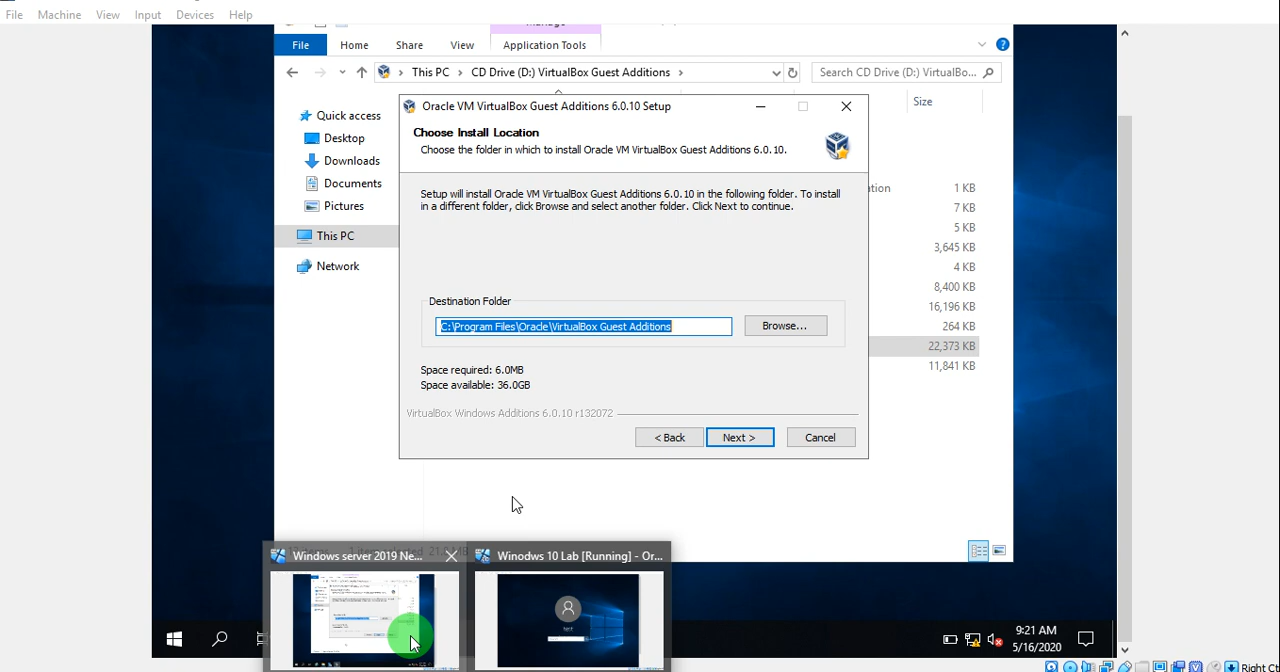 File Machine View Input Devices Help
Manage
File Home Share View Application Tools
This PC CD Drive (D:) VirtualBox Guest Additions
Search CD Drive (D:) VirtualBo...
Size
Quick access
Desktop
Downloads
Documents
Pictures
This PC
Network
Oracle VM VirtualBox Guest Additions 6.0.10 Setup
Choose Install Location
Choose the folder in which to install Oracle VM VirtualBox Guest Additions 6.0.10.
Setup will install Oracle VM VirtualBox Guest Additions 6.0.10 in the following folder. To install
in a different folder, click Browse and select another folder. Click Next to continue.
Destination Folder
C:\Program Files\Oracle\VirtualBox Guest Additions
Browse...
Space required: 6.0MB
Space available: 36.0GB
VirtualBox Windows Additions 6.0.10 r132072
< Back Next > Cancel
1 KB
7 KB
5 KB
3,645 KB
4 KB
8,400 KB
16,196 KB
264 KB
22,373 KB
11,841 KB
Windows server 2019 Ne...
Winodws 10 Lab [Running] - Or...
9:21 AM
5/16/2020
Right C